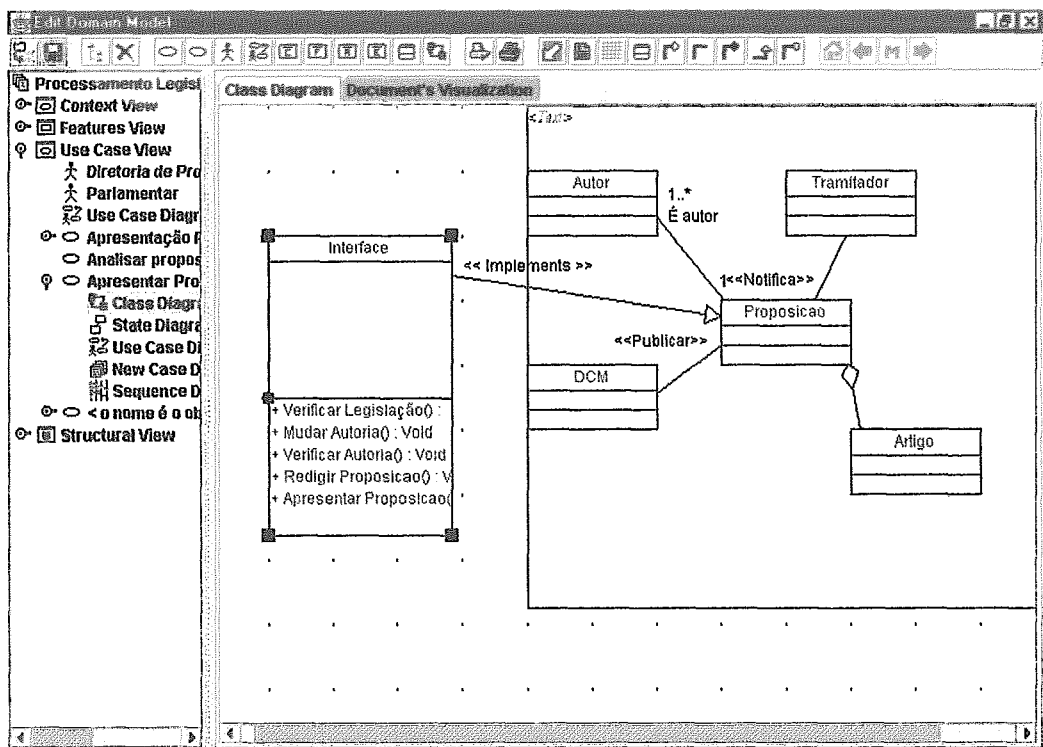 Edit Domain Model
Processamento Legisl
Context View
Features View
Use Case View
Diretoria de Pro
Parlamentar
Use Case Diagr
Apresentação P
Analisar propos
Apresentar Pro
Class Diagra
State Diagra
Use Case Di
New Case D
Sequence D
< o nome é o ob
Structural View
Class Diagram
Document's Visualization
<Text>
Autor
1..*
É autor
Tramitador
Interface
<< Implements >>
1<<Notifica>>
Proposicao
<<Publicar>>
DCM
Artigo
+ Verificar Legislação() :
+ Mudar Autoria() : Void
+ Verificar Autoria() : Void
+ Redigir Proposicao() : V
+ Apresentar Proposicao(